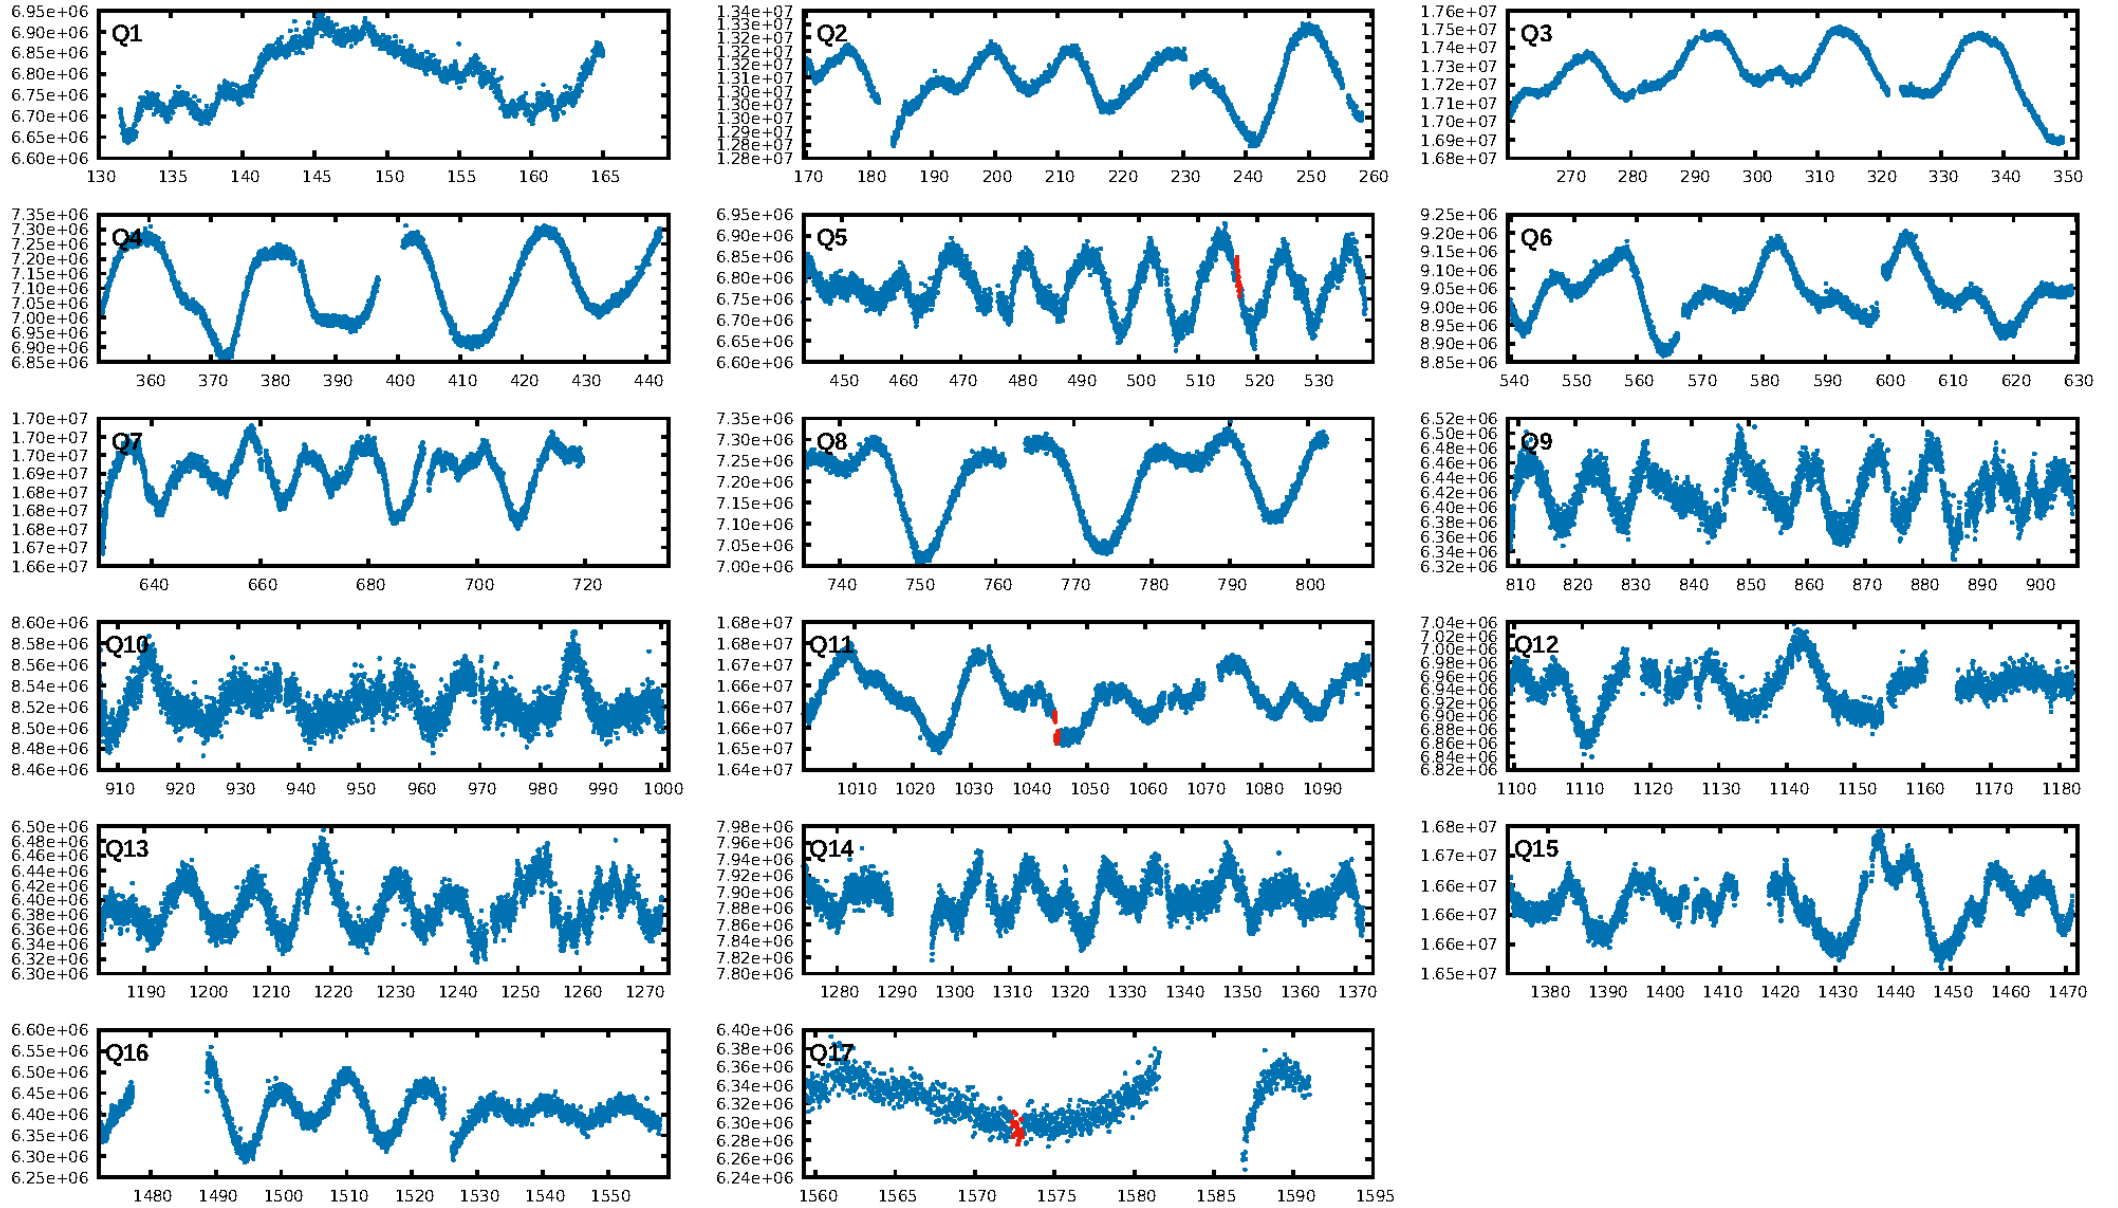 Q1
6.95e+06
6.90e+06
6.85e+06
6.80e+06
6.75e+06
6.70e+06
6.65e+06
6.60e+06
130 135 140 145 150 155 160 165
Q2
1.34e+07
1.33e+07
1.33e+07
1.32e+07
1.32e+07
1.31e+07
1.31e+07
1.30e+07
1.30e+07
1.29e+07
1.28e+07
1.28e+07
170 180 190 200 210 220 230 240 250 260
Q3
1.76e+07
1.75e+07
1.74e+07
1.73e+07
1.72e+07
1.71e+07
1.70e+07
1.69e+07
1.68e+07
270 280 290 300 310 320 330 340 350
Q4
7.35e+06
7.30e+06
7.25e+06
7.20e+06
7.15e+06
7.10e+06
7.05e+06
7.00e+06
6.95e+06
6.90e+06
6.85e+06
360 370 380 390 400 410 420 430 440
Q5
6.95e+06
6.90e+06
6.85e+06
6.80e+06
6.75e+06
6.70e+06
6.65e+06
6.60e+06
450 460 470 480 490 500 510 520 530
Q6
9.25e+06
9.20e+06
9.15e+06
9.10e+06
9.05e+06
9.00e+06
8.95e+06
8.90e+06
8.85e+06
540 550 560 570 580 590 600 610 620 630
Q7
1.70e+07
1.70e+07
1.70e+07
1.69e+07
1.68e+07
1.68e+07
1.68e+07
1.67e+07
1.66e+07
640 660 680 700 720
Q8
7.35e+06
7.30e+06
7.25e+06
7.20e+06
7.15e+06
7.10e+06
7.05e+06
7.00e+06
740 750 760 770 780 790 800
Q9
6.52e+06
6.50e+06
6.48e+06
6.46e+06
6.44e+06
6.42e+06
6.40e+06
6.38e+06
6.36e+06
6.34e+06
6.32e+06
810 820 830 840 850 860 870 880 890 900
Q10
8.60e+06
8.58e+06
8.56e+06
8.54e+06
8.52e+06
8.50e+06
8.48e+06
8.46e+06
910 920 930 940 950 960 970 980 990 1000
Q11
1.68e+07
1.67e+07
1.66e+07
1.66e+07
1.66e+07
1.65e+07
1.64e+07
1010 1020 1030 1040 1050 1060 1070 1080 1090
Q12
7.04e+06
7.02e+06
7.00e+06
6.98e+06
6.96e+06
6.94e+06
6.92e+06
6.90e+06
6.88e+06
6.86e+06
6.84e+06
6.82e+06
1100 1110 1120 1130 1140 1150 1160 1170 1180
Q13
6.50e+06
6.48e+06
6.46e+06
6.44e+06
6.42e+06
6.40e+06
6.38e+06
6.36e+06
6.34e+06
6.32e+06
6.30e+06
1190 1200 1210 1220 1230 1240 1250 1260 1270
Q14
7.98e+06
7.96e+06
7.94e+06
7.92e+06
7.90e+06
7.88e+06
7.86e+06
7.84e+06
7.82e+06
7.80e+06
1280 1290 1300 1310 1320 1330 1340 1350 1360 1370
Q15
1.68e+07
1.67e+07
1.66e+07
1.66e+07
1.66e+07
1.65e+07
1380 1390 1400 1410 1420 1430 1440 1450 1460 1470
Q16
6.60e+06
6.55e+06
6.50e+06
6.45e+06
6.40e+06
6.35e+06
6.30e+06
6.25e+06
1480 1490 1500 1510 1520 1530 1540 1550
Q17
6.40e+06
6.38e+06
6.36e+06
6.34e+06
6.32e+06
6.30e+06
6.28e+06
6.26e+06
6.24e+06
1560 1565 1570 1575 1580 1585 1590 1595